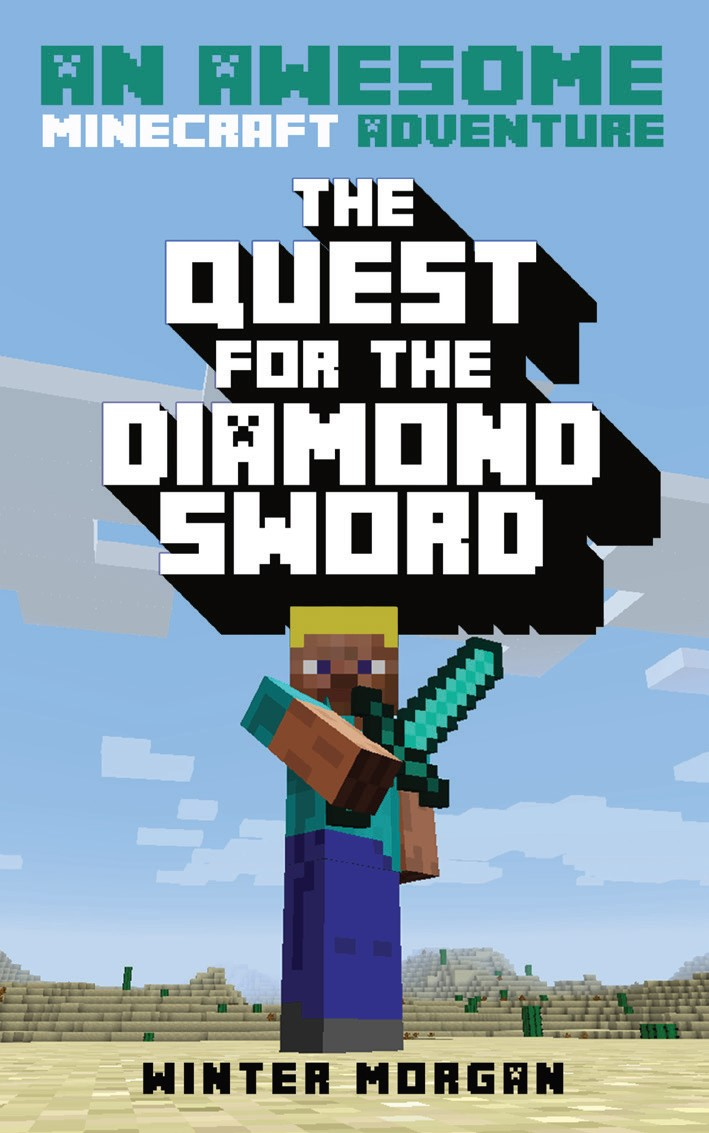 AN AWESOME
MINECRAFT ADVENTURE
THE
QUEST
FOR THE
DIAMOND
SWORD
WINTER MORGAN